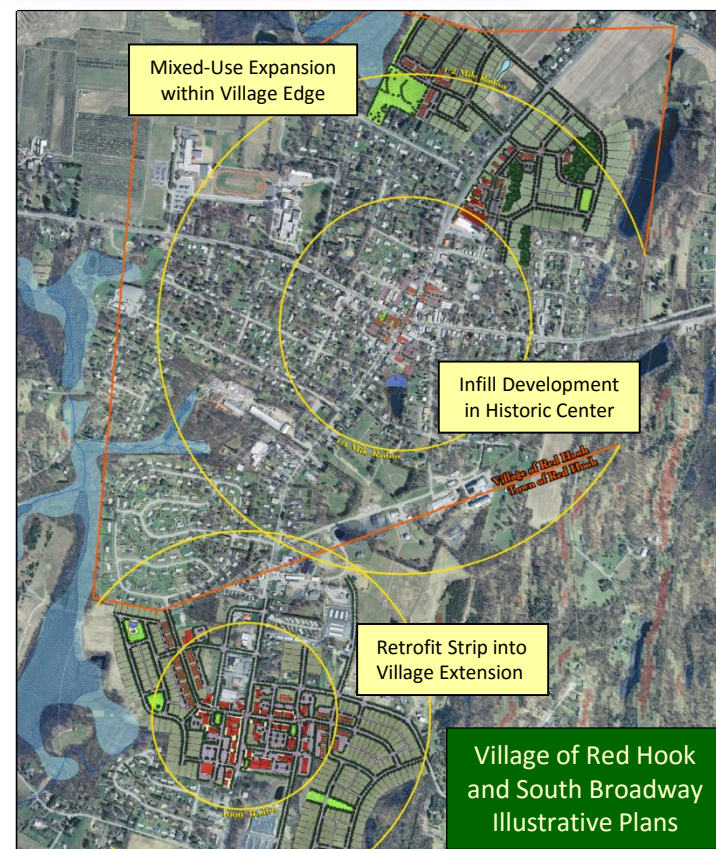 Mixed-Use Expansion
within Village Edge
1/2 Mile Radius
Infill Development
in Historic Center
1/4 Mile Radius
Village of Red Hook
Town of Red Hook
Retrofit Strip into
Village Extension
1000' Radius
Village of Red Hook
and South Broadway
Illustrative Plans